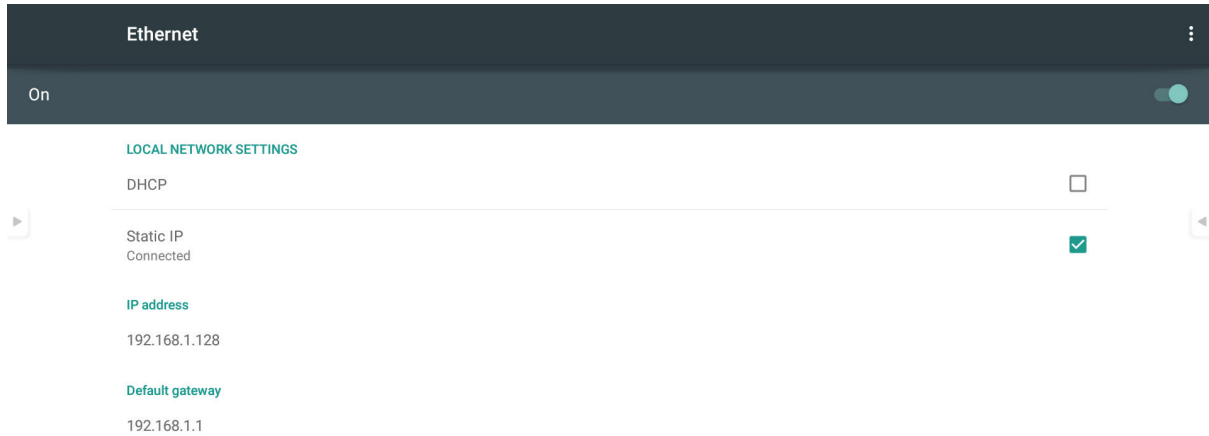 Ethernet
On
LOCAL NETWORK SETTINGS
DHCP
Static IP
Connected
IP address
192.168.1.128
Default gateway
192.168.1.1